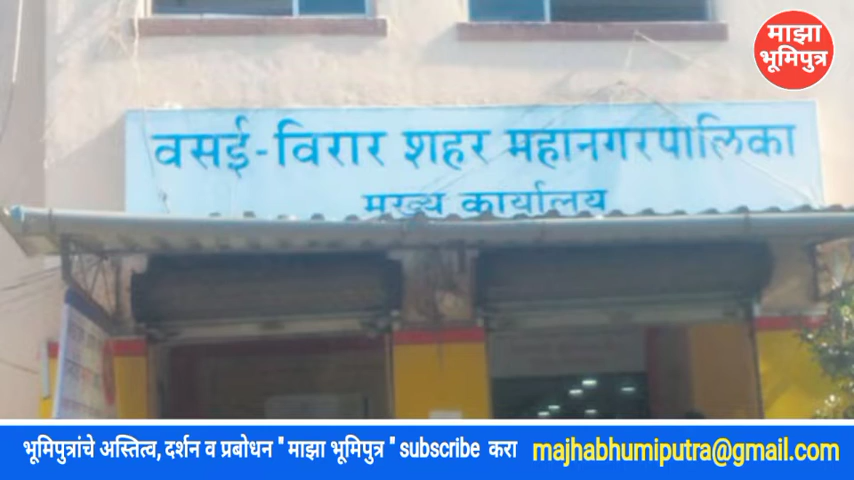 माझा
भूमिपुत्र
वसई-विरार शहर महानगरपालिका
मुख्य कार्यालय
भूमिपुत्रांचे अस्तित्व, दर्शन व प्रबोधन " माझा भूमिपुत्र " subscribe करा majhabhumiputra@gmail.com